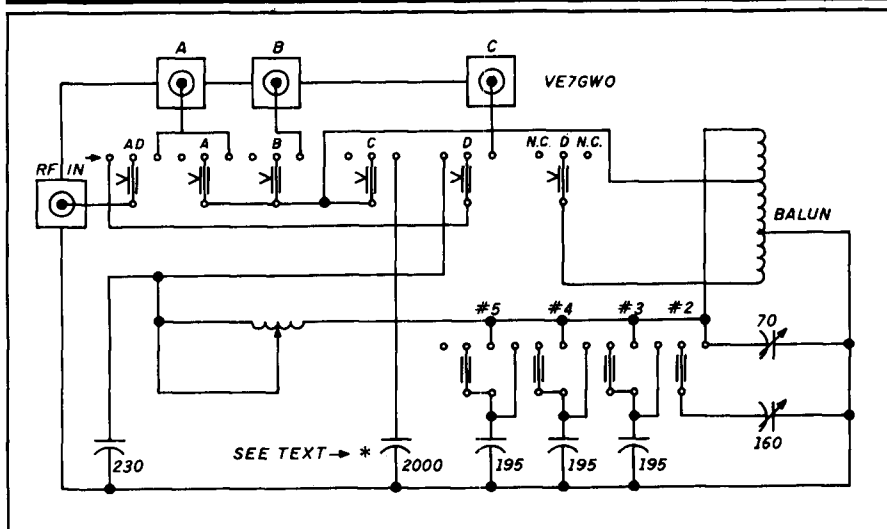 A B C
VE7GWO
AD A B C D N.C. D N.C.
RF IN
BALUN
#5 #4 #3 #2
70
160
230 SEE TEXT → * 2000 195 195 195